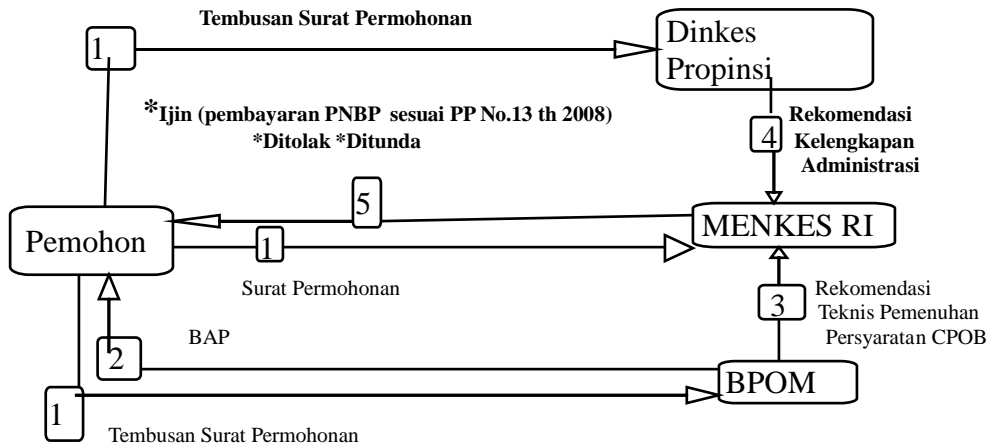 Tembusan Surat Permohonan
1
Dinkes
Propinsi
*Ijin (pembayaran PNBP sesuai PP No.13 th 2008)
*Ditolak *Ditunda
4
Rekomendasi
Kelengkapan
Administrasi
5
Pemohon
1
MENKES RI
Surat Permohonan
3
Rekomendasi
Teknis Pemenuhan
Persyaratan CPOB
BAP
2
BPOM
1
Tembusan Surat Permohonan